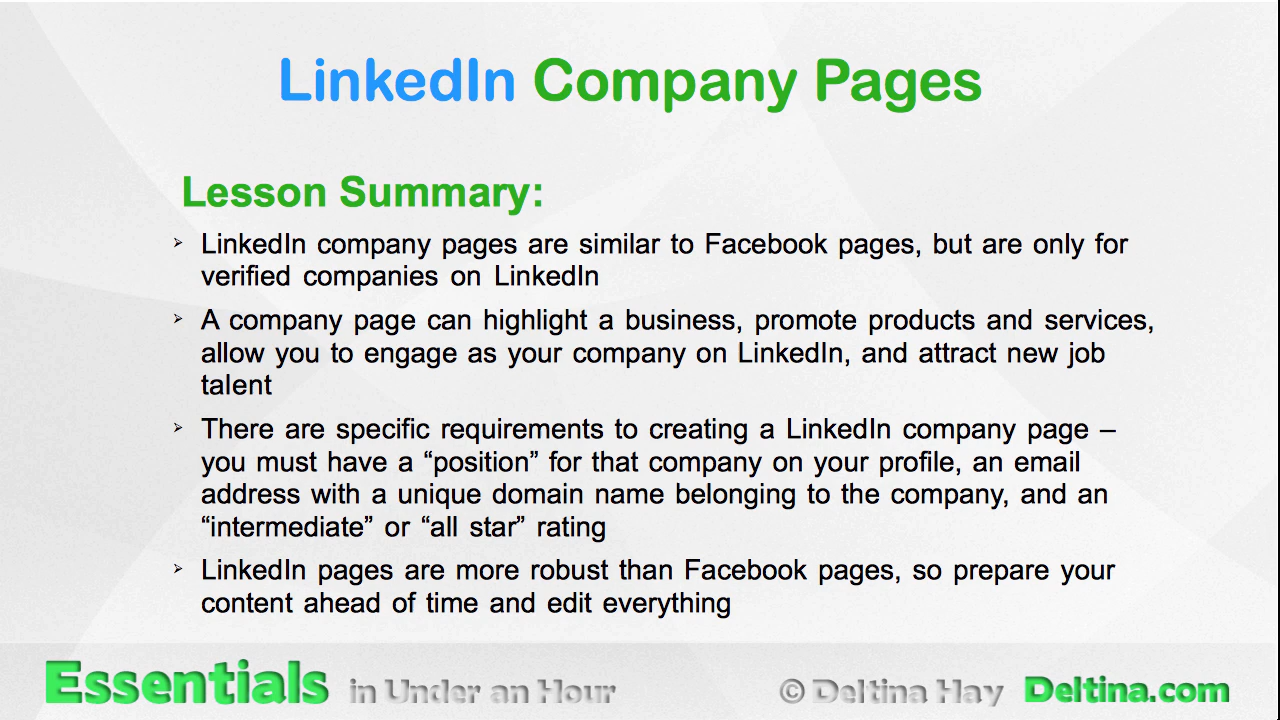 LinkedIn Company Pages
Lesson Summary:
➢ LinkedIn company pages are similar to Facebook pages, but are only for
verified companies on LinkedIn
➢ A company page can highlight a business, promote products and services,
allow you to engage as your company on LinkedIn, and attract new job
talent
➢ There are specific requirements to creating a LinkedIn company page –
you must have a “position” for that company on your profile, an email
address with a unique domain name belonging to the company, and an
“intermediate” or “all star” rating
➢ LinkedIn pages are more robust than Facebook pages, so prepare your
content ahead of time and edit everything
Essentials in Under an Hour © Deltina Hay Deltina.com